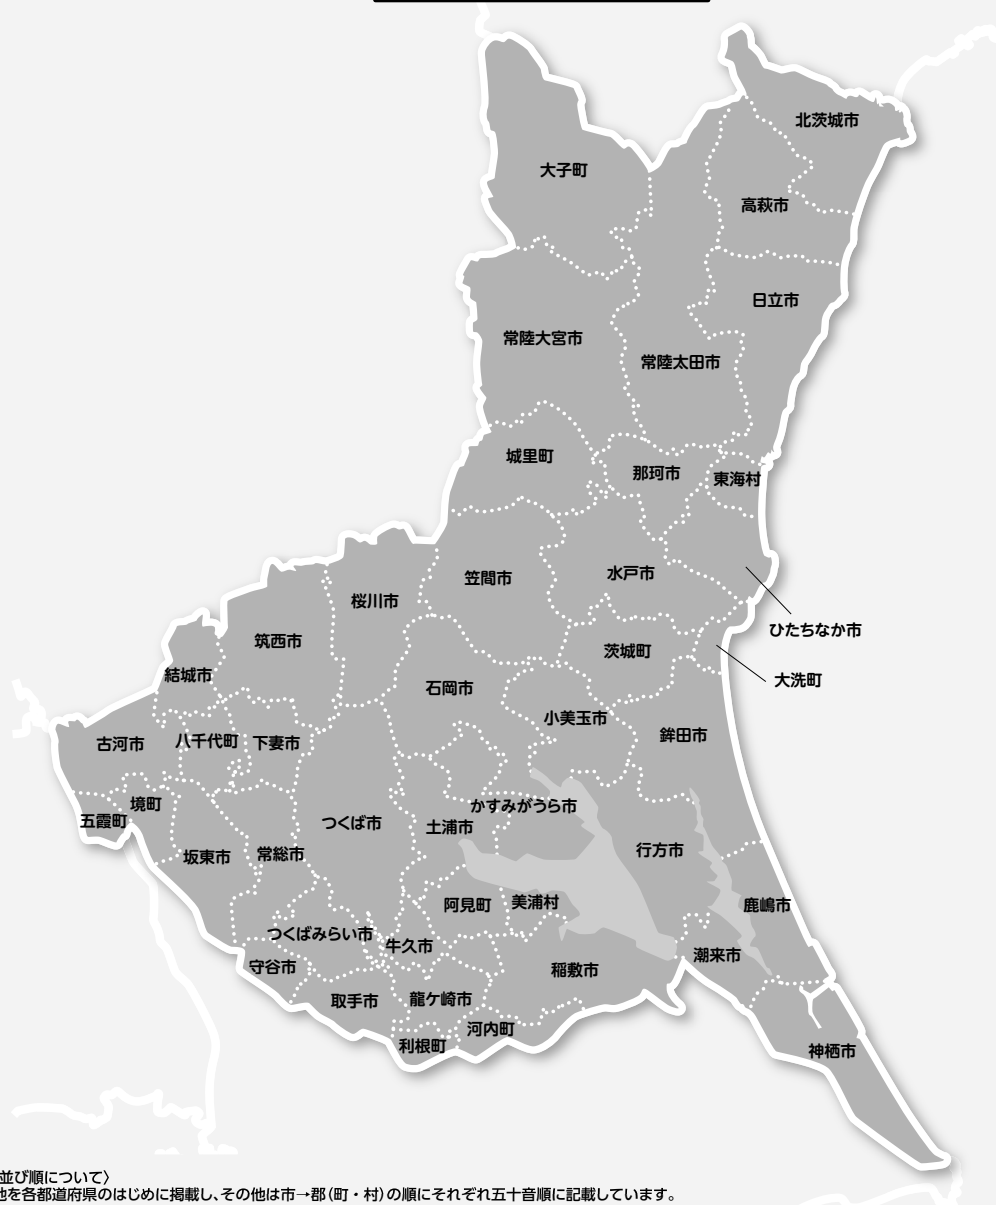 北茨城市
大子町
高萩市
日立市
常陸大宮市
常陸太田市
城里町
那珂市
東海村
笠間市
水戸市
桜川市
ひたちなか市
筑西市
茨城町
結城市
大洗町
石岡市
小美玉市
鉾田市
古河市
八千代町
下妻市
境町
かすみがうら市
五霞町
つくば市
土浦市
坂東市
常総市
行方市
阿見町
美浦村
鹿嶋市
つくばみらい市
牛久市
潮来市
守谷市
稲敷市
取手市
龍ケ崎市
河内町
利根町
神栖市
並び順について〉
地を各都道府県のはじめに掲載し、その他は市→郡（町・村）の順にそれぞれ五十音順に記載しています。